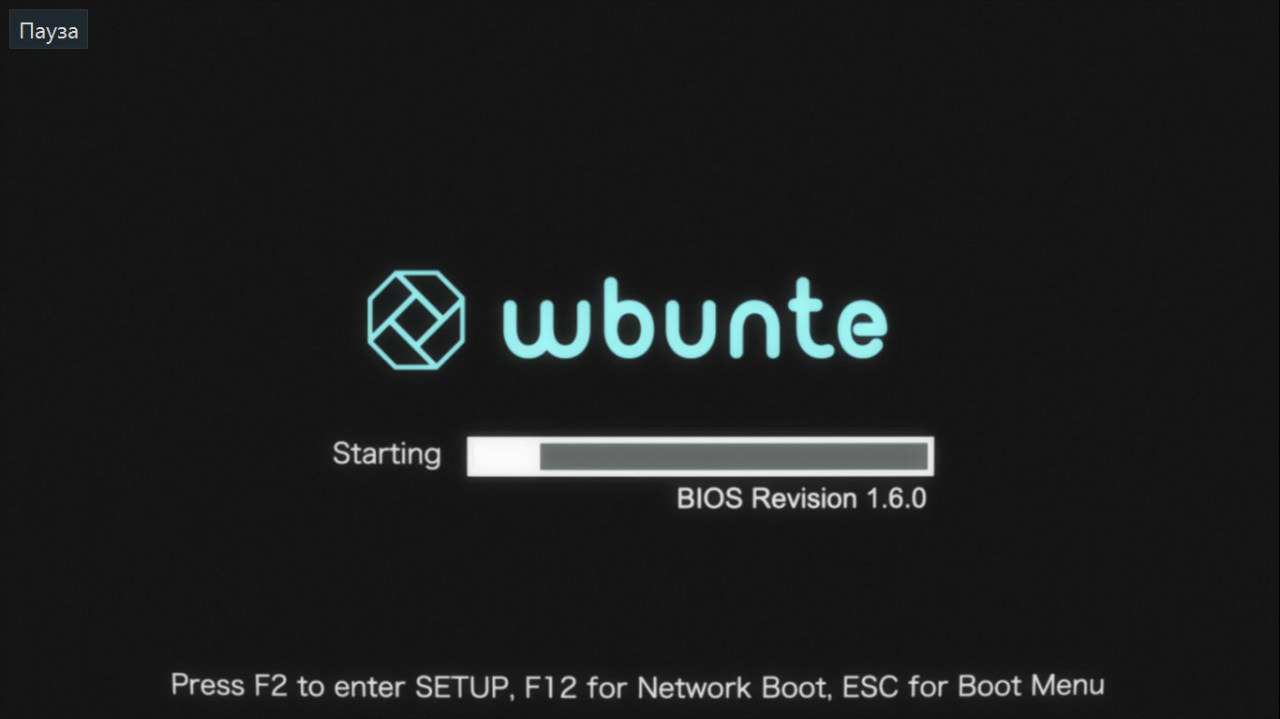 Пауза
wbunte
Starting
BIOS Revision 1.6.0
Press F2 to enter SETUP, F12 for Network Boot, ESC for Boot Menu